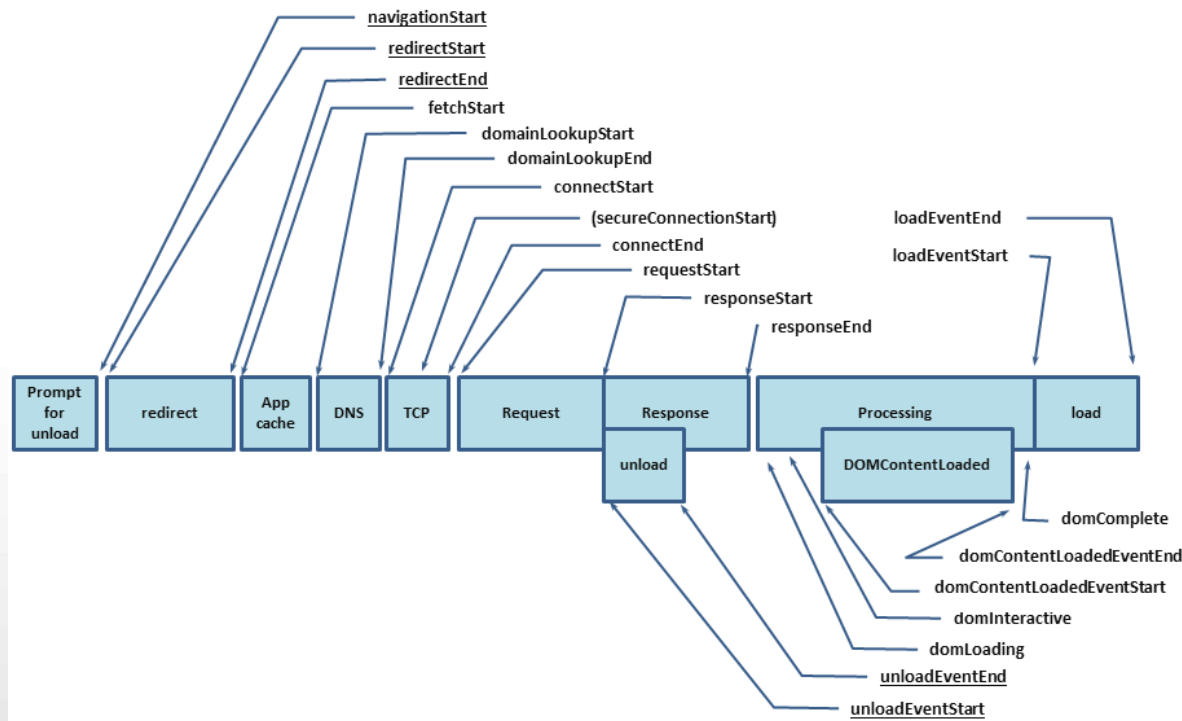 navigationStart
redirectStart
redirectEnd
fetchStart
domainLookupStart
domainLookupEnd
connectStart
(secureConnectionStart)
loadEventEnd
connectEnd
loadEventStart
requestStart
responseStart
responseEnd
Prompt
for
unload
redirect
App
cache
DNS
TCP
Request
Response
Processing
load
unload
DOMContentLoaded
domComplete
domContentLoadedEventEnd
domContentLoadedEventStart
domInteractive
domLoading
unloadEventEnd
unloadEventStart